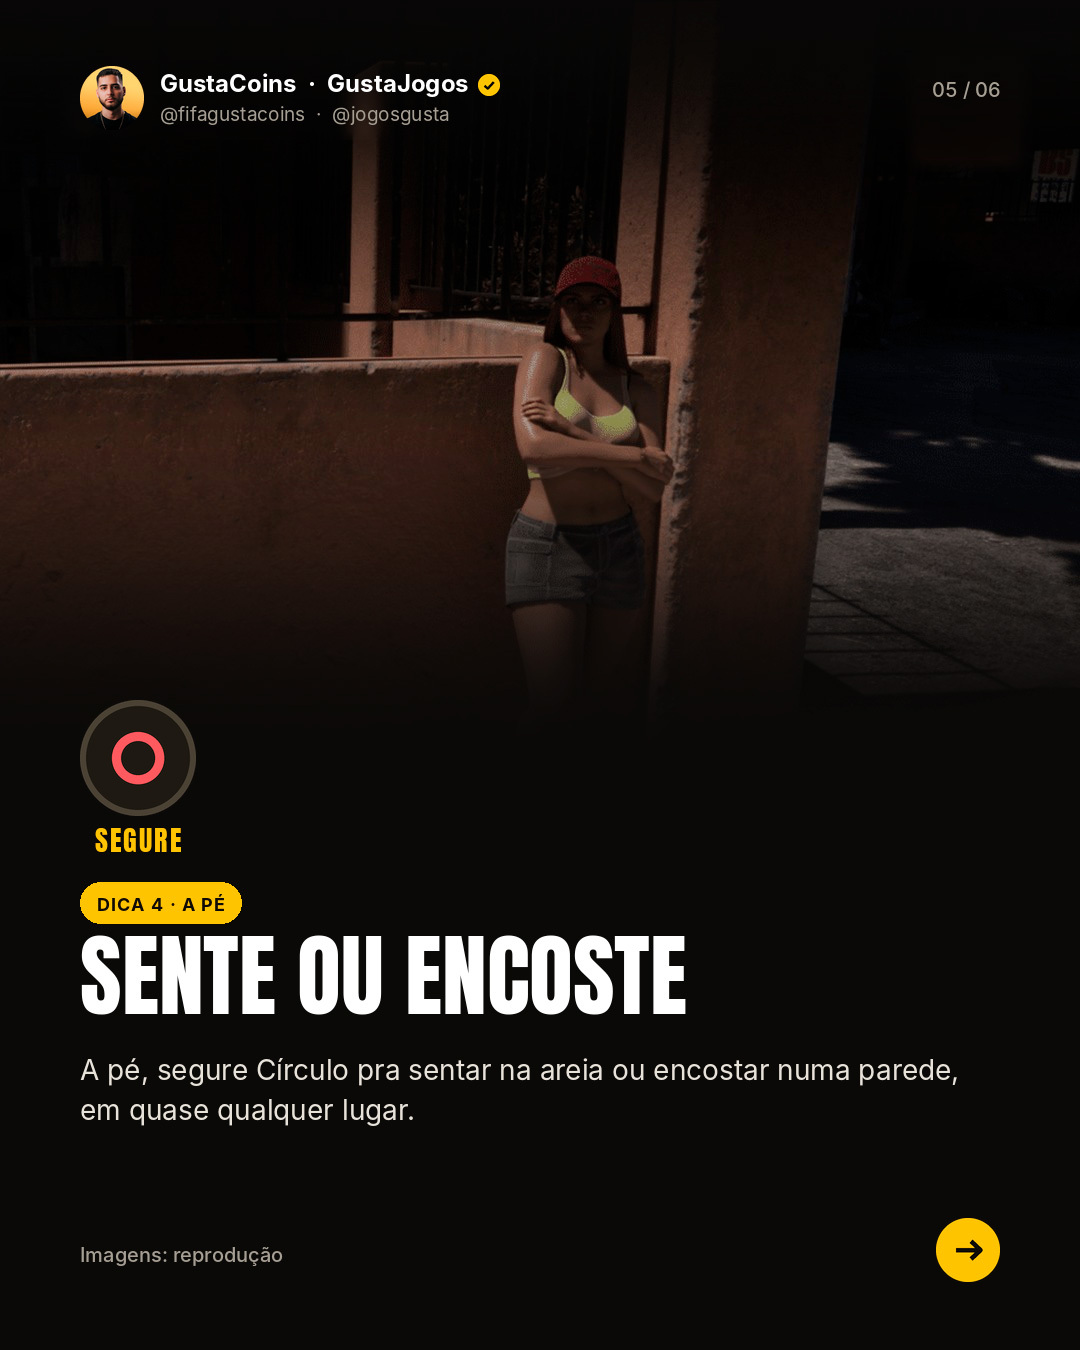 GustaCoins · GustaJogos
@fifagustacoins · @jogosgusta
05 / 06
SEGURE
DICA 4 · A PÉ
SENTE OU ENCOSTE
A pé, segure Círculo pra sentar na areia ou encostar numa parede,
em quase qualquer lugar.
Imagens: reprodução